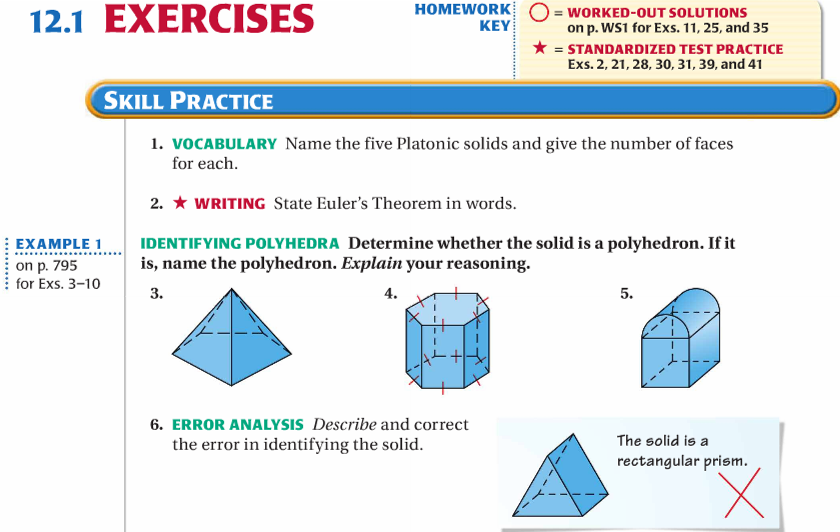 12.1 EXERCISES
HOMEWORK
KEY
= WORKED-OUT SOLUTIONS
on p. WS1 for Exs. 11, 25, and 35
★ = STANDARDIZED TEST PRACTICE
Exs. 2, 21, 28, 30, 31, 39, and 41
SKILL PRACTICE
1. VOCABULARY Name the five Platonic solids and give the number of faces
for each.
2. ★ WRITING State Euler's Theorem in words.
EXAMPLE 1
on p. 795
for Exs. 3–10
IDENTIFYING POLYHEDRA Determine whether the solid is a polyhedron. If it
is, name the polyhedron. Explain your reasoning.
3.
4.
5.
6. ERROR ANALYSIS Describe and correct
the error in identifying the solid.
The solid is a
rectangular prism.